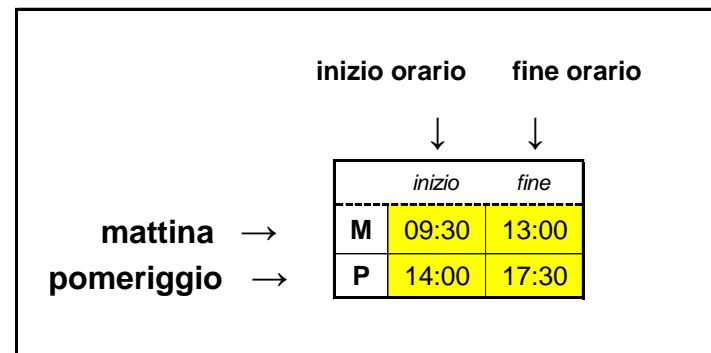 inizio orario fine orario
↓ ↓
inizio fine
mattina → M 09:30 13:00
pomeriggio → P 14:00 17:30